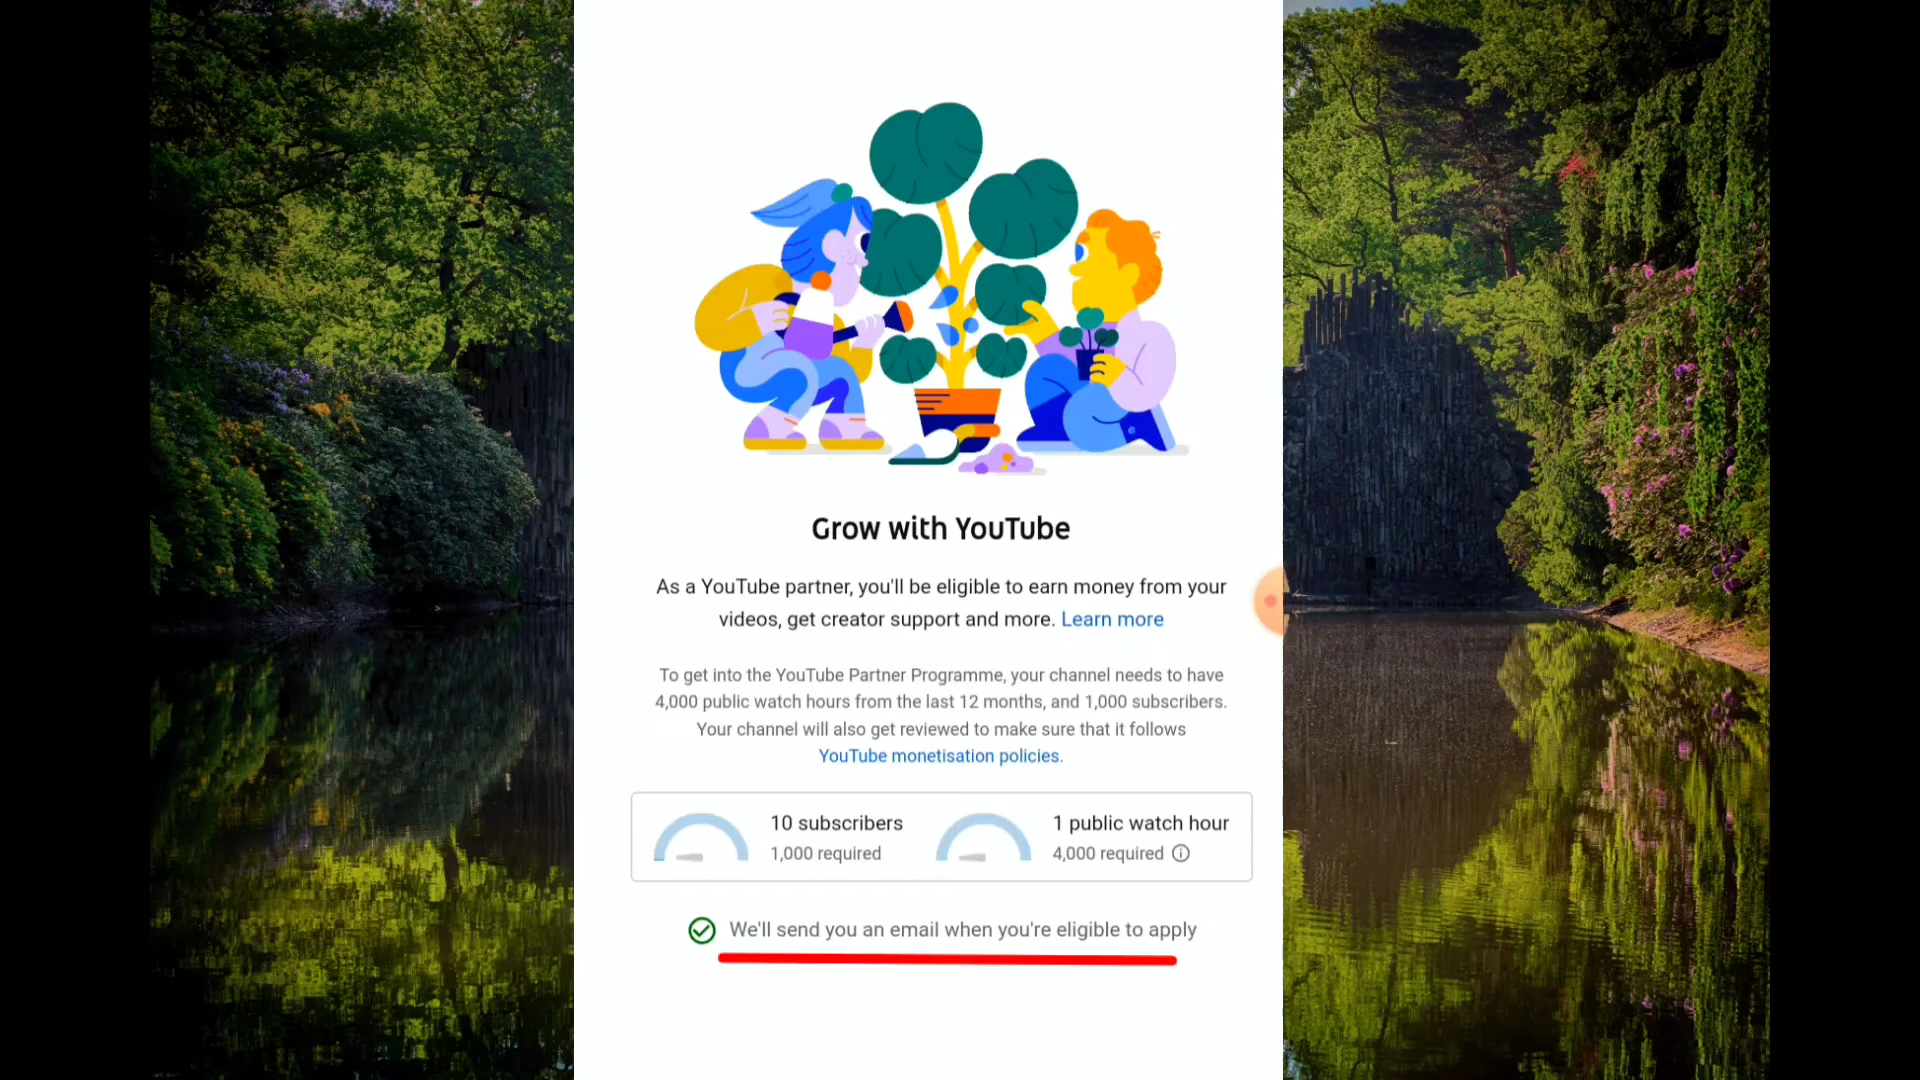 Grow with YouTube
As a YouTube partner, you'll be eligible to earn money from your
videos, get creator support and more. Learn more
To get into the YouTube Partner Programme, your channel needs to have
4,000 public watch hours from the last 12 months, and 1,000 subscribers.
Your channel will also get reviewed to make sure that it follows
YouTube monetisation policies.
10 subscribers
1,000 required
1 public watch hour
4,000 required
We'll send you an email when you're eligible to apply